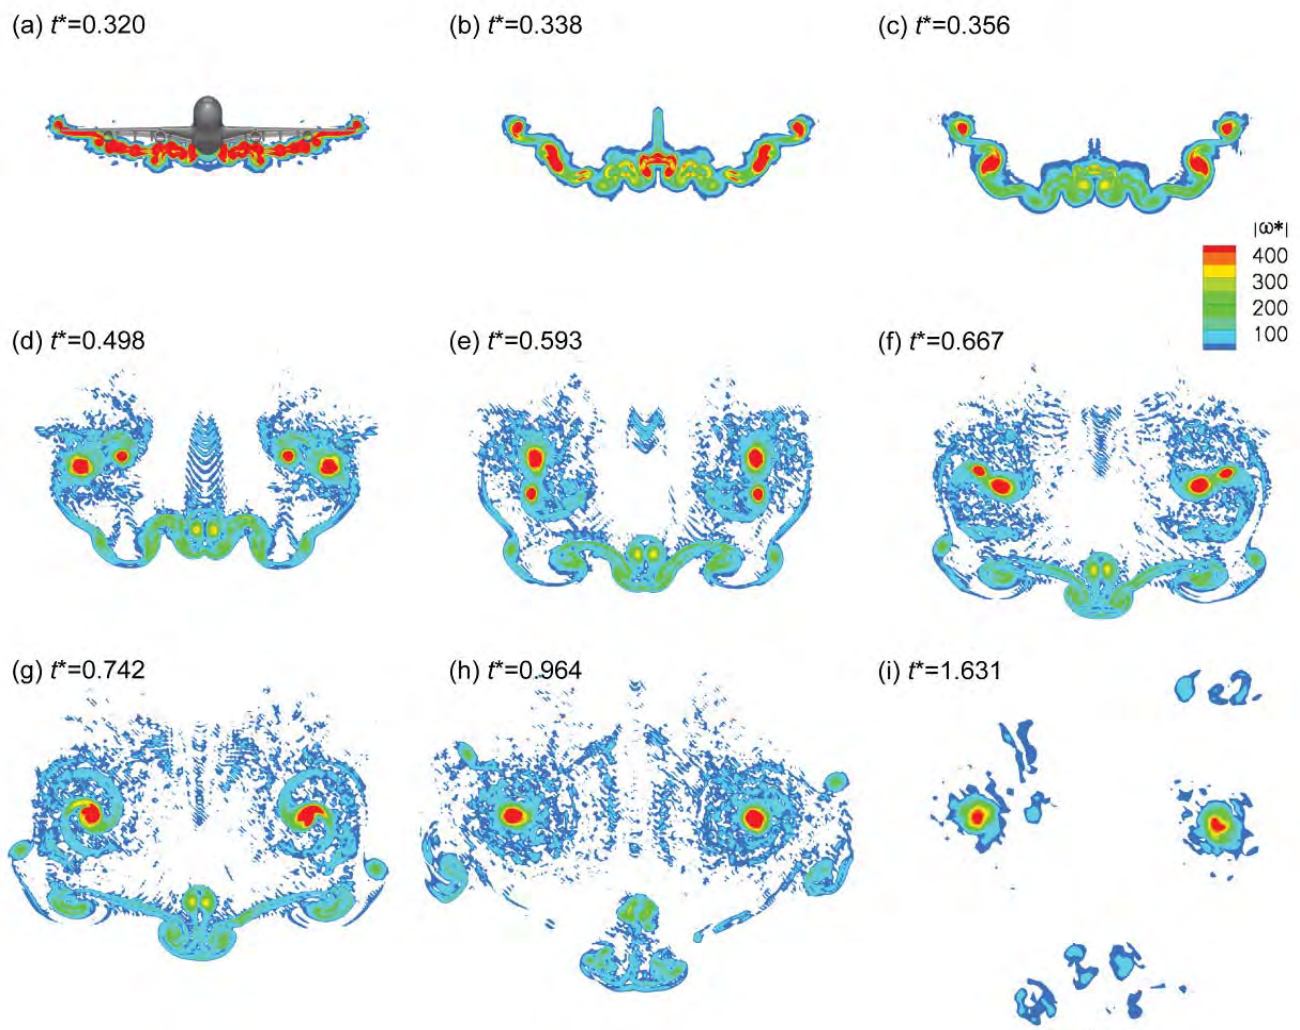 (a) t*=0.320
(b) t*=0.338
(c) t*=0.356
|ω*|
400
300
200
100
(d) t*=0.498
(e) t*=0.593
(f) t*=0.667
(g) t*=0.742
(h) t*=0.964
(i) t*=1.631